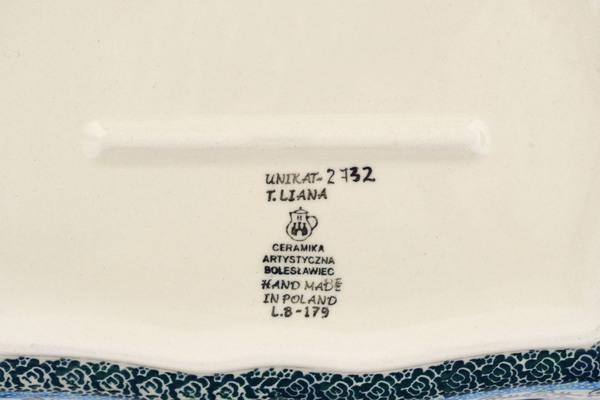 UNIKAT-2732
T. LIANA
CERAMIKA
ARTYSTYCZNA
BOLESŁAWIEC
HAND MADE
IN POLAND
L.B-179